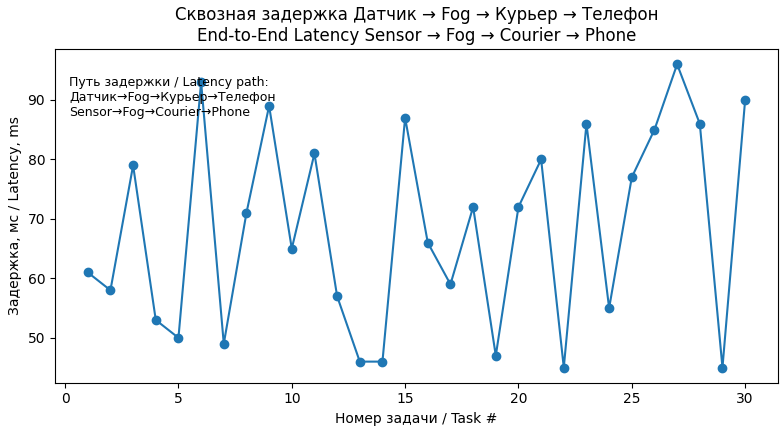 Сквозная задержка Датчик → Fog → Курьер → Телефон
End-to-End Latency Sensor → Fog → Courier → Phone
Путь задержки / Latency path:
Датчик→Fog→Курьер→Телефон
Sensor→Fog→Courier→Phone
Задержка, мс / Latency, ms
90
80
70
60
50
0 5 10 15 20 25 30
Номер задачи / Task #